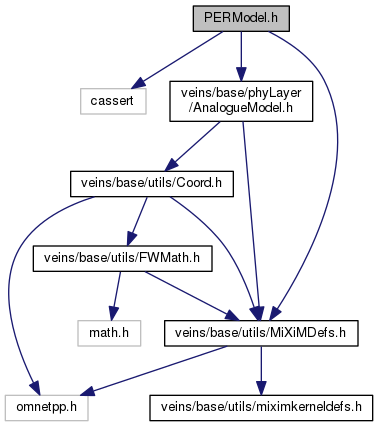 PERModel.h
cassert
veins/base/phyLayer
/AnalogueModel.h
veins/base/utils/Coord.h
veins/base/utils/FWMath.h
math.h
veins/base/utils/MiXiMDefs.h
omnetpp.h
veins/base/utils/miximkerneldefs.h